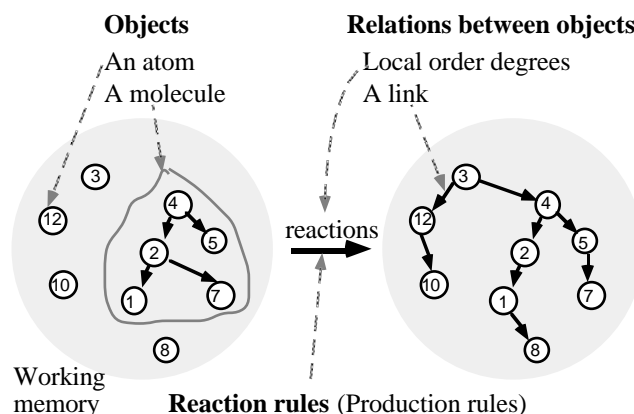 Objects
Relations between objects
An atom
A molecule
Local order degrees
A link
3
12
4
5
2
10
1
7
8
reactions
3
12
4
2
5
10
1
7
8
Working
memory
Reaction rules (Production rules)